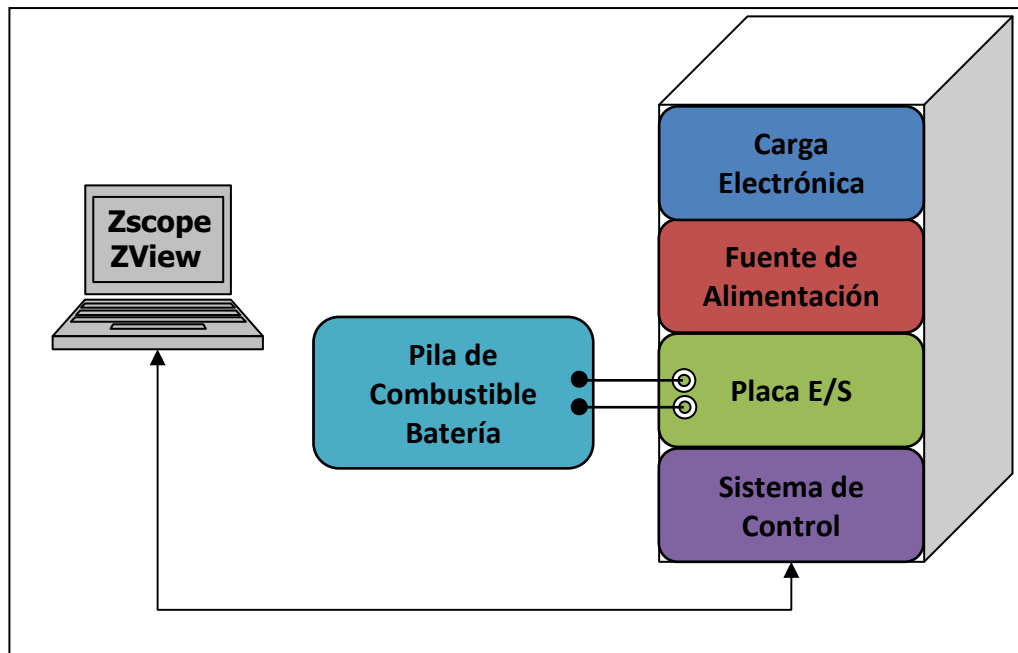 Zscope
ZView
Pila de
Combustible
Batería
Carga
Electrónica
Fuente de
Alimentación
Placa E/S
Sistema de
Control